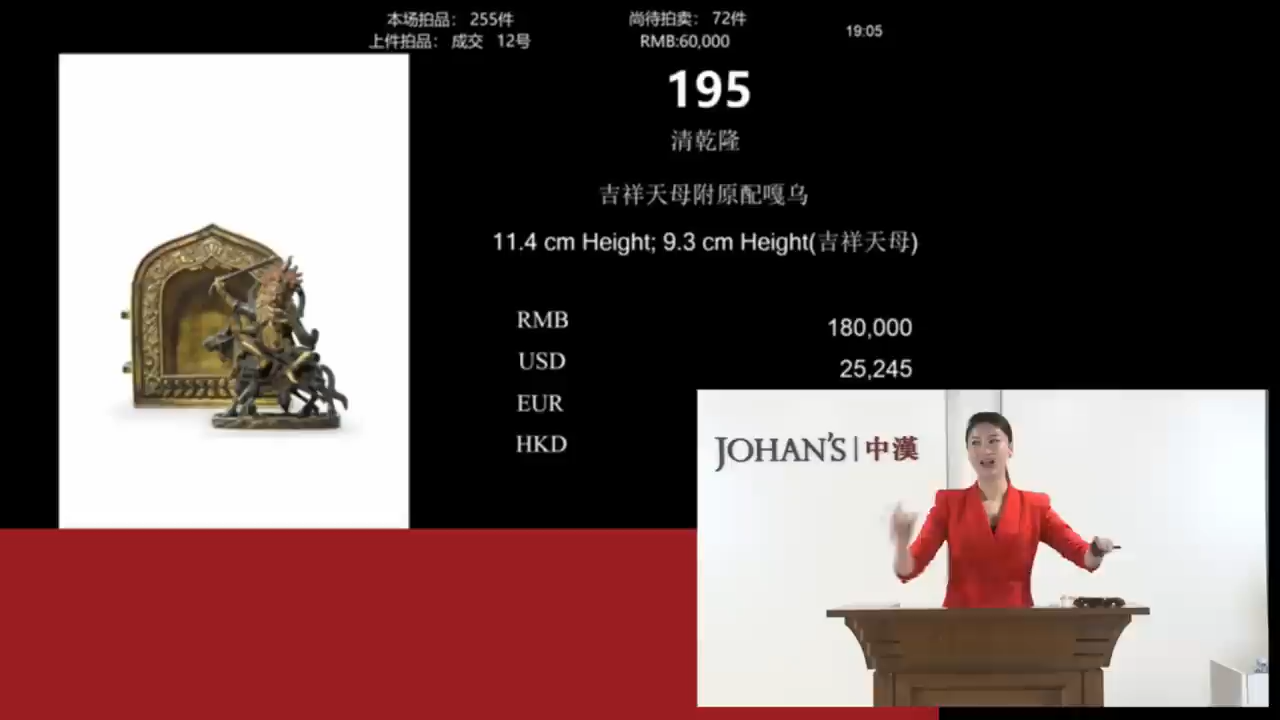 本场拍品： 255件
尚待拍卖： 72件
上件拍品： 成交 12号
RMB:60,000
19:05
195
清乾隆
吉祥天母附原配嘎乌
11.4 cm Height; 9.3 cm Height(吉祥天母)
RMB 180,000
USD 25,245
EUR
HKD
JOHAN'S | 中漢